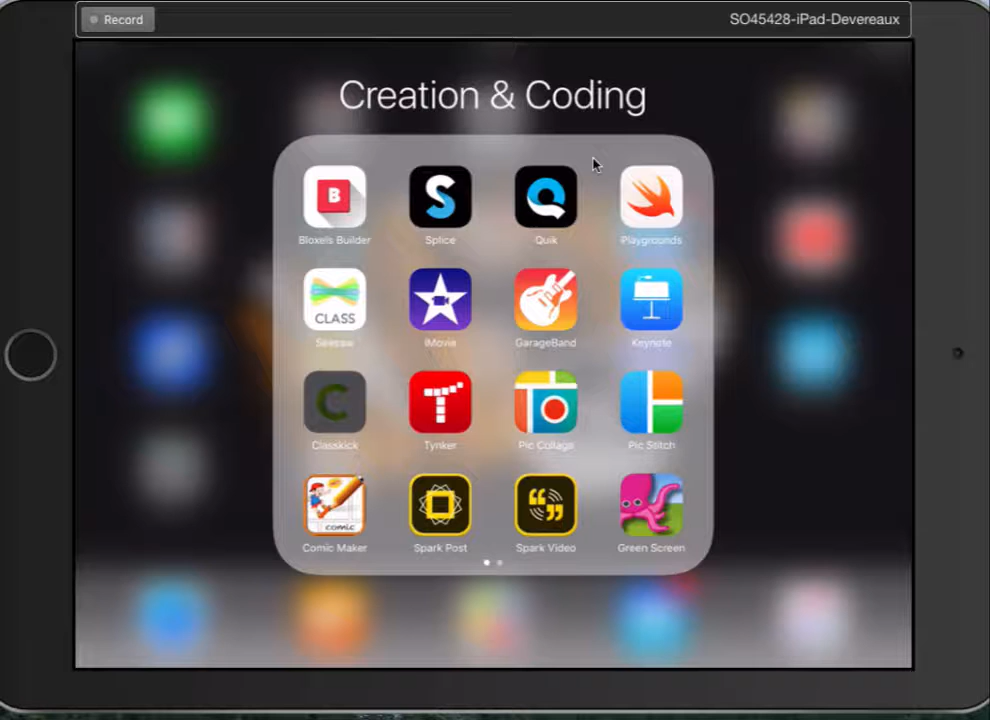 Record
SO45428-iPad-Devereaux
Creation & Coding
B
Bloxels Builder
Splice
Quik
Playgrounds
CLASS
Seesaw
iMovie
GarageBand
Keynote
Classkick
Tynker
Pic Collage
Pic Stitch
comic
Comic Maker
Spark Post
Spark Video
Green Screen